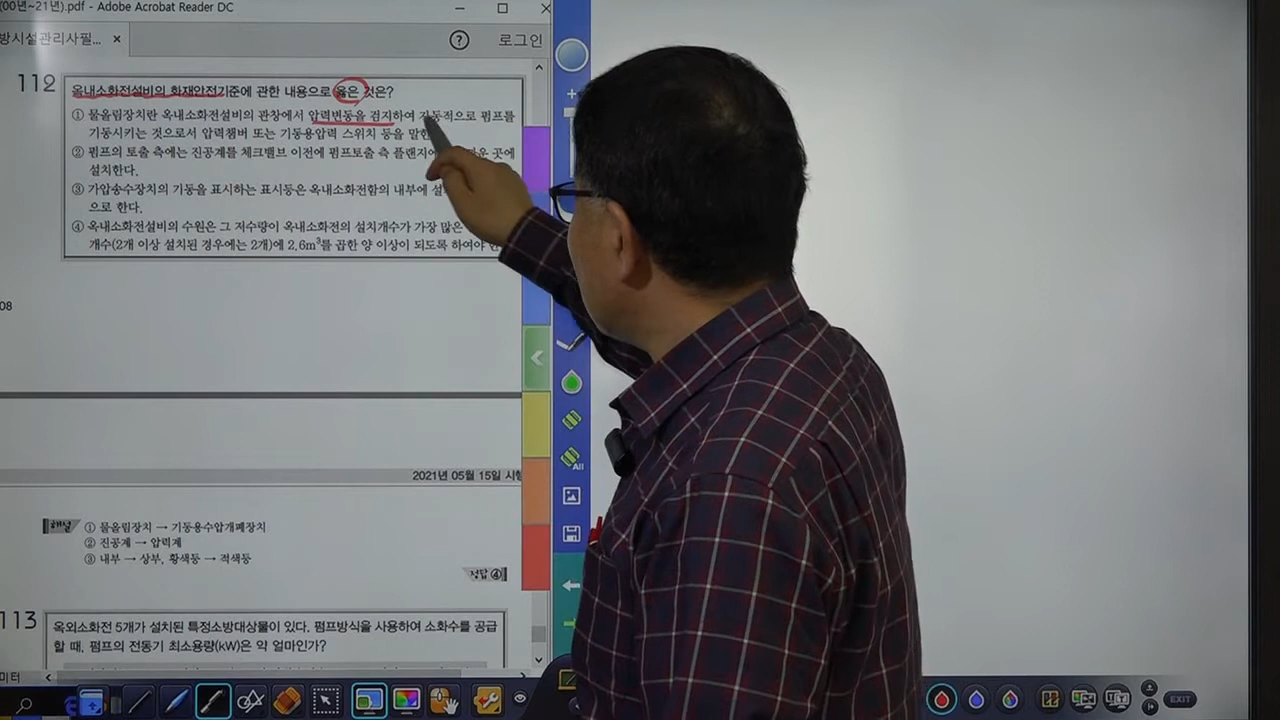 (00년~21년).pdf - Adobe Acrobat Reader DC
방시설관리사필...
로그인
112
옥내소화전설비의 화재안전기준에 관한 내용으로 옳은 것은?
① 물올림장치란 옥내소화전설비의 관창에서 압력변동을 검지하여 자동적으로 펌프를
기동시키는 것으로서 압력챔버 또는 기동용압력 스위치 등을 말한
② 펌프의 토출 측에는 진공계를 체크밸브 이전에 펌프토출 측 플랜지에 운 곳에
설치한다.
③ 가압송수장치의 기동을 표시하는 표시등은 옥내소화전함의 내부에
으로 한다.
④ 옥내소화전설비의 수원은 그 저수량이 옥내소화전의 설치개수가 가장 많은
개수(2개 이상 설치된 경우에는 2개)에 2.6m³를 곱한 양 이상이 되도록 하여야
08
2021년 05월 15일 시행
해설
① 물올림장치 → 기동용수압개폐장치
② 진공계 → 압력계
③ 내부 → 상부, 황색등 → 적색등
정답 ④
113
옥외소화전 5개가 설치된 특정소방대상물이 있다. 펌프방식을 사용하여 소화수를 공급
할 때, 펌프의 전동기 최소용량(kW)은 약 얼마인가?
미터
All
EXIT